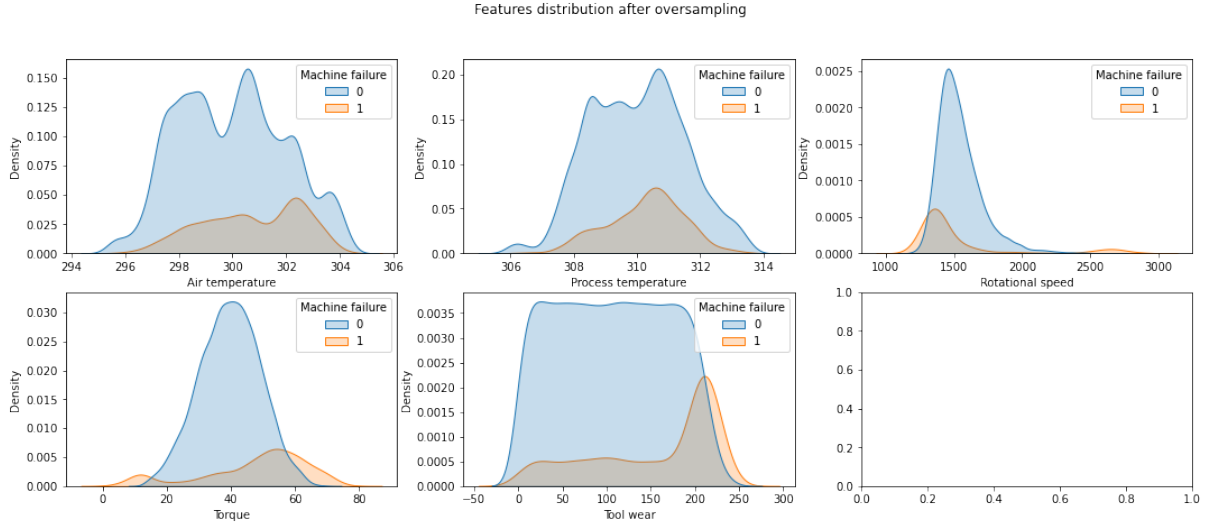 Features distribution after oversampling
Density
0.150
0.125
0.100
0.075
0.050
0.025
0.000
294 296 298 300 302 304 306
Air temperature
Machine failure
0
1
Density
0.20
0.15
0.10
0.05
0.00
306 308 310 312 314
Process temperature
Machine failure
0
1
Density
0.0025
0.0020
0.0015
0.0010
0.0005
0.0000
1000 1500 2000 2500 3000
Rotational speed
Machine failure
0
1
Density
0.030
0.025
0.020
0.015
0.010
0.005
0.000
0 20 40 60 80
Torque
Machine failure
0
1
Density
0.0035
0.0030
0.0025
0.0020
0.0015
0.0010
0.0005
0.0000
−50 0 50 100 150 200 250 300
Tool wear
Machine failure
0
1
1.0
0.8
0.6
0.4
0.2
0.0
0.0 0.2 0.4 0.6 0.8 1.0